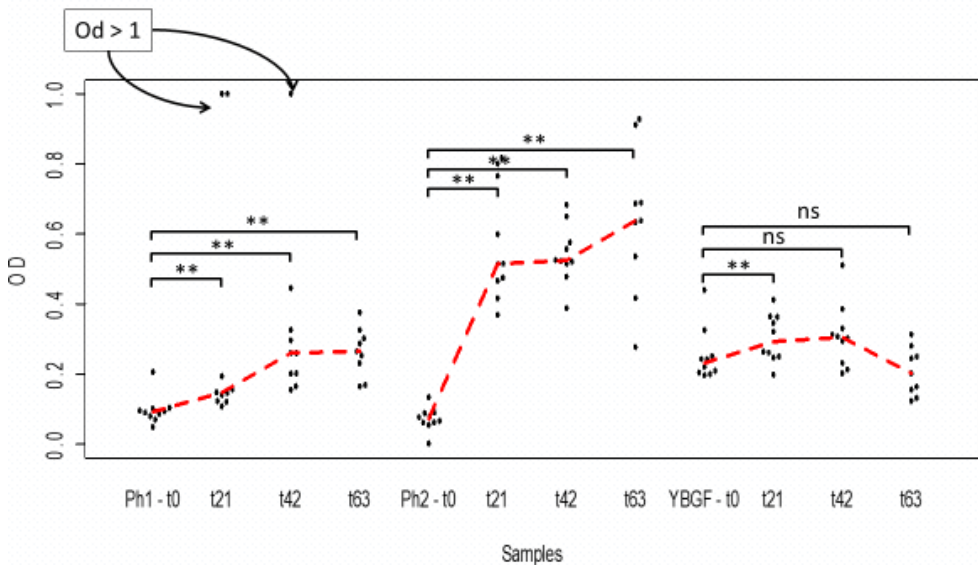 Od > 1
1.0
0.8
0.6
0.4
0.2
0.0
OD
**
**
**
**
**
**
ns
ns
**
Ph1 - t0 t21 t42 t63 Ph2 - t0 t21 t42 t63 YBGF - t0 t21 t42 t63
Samples